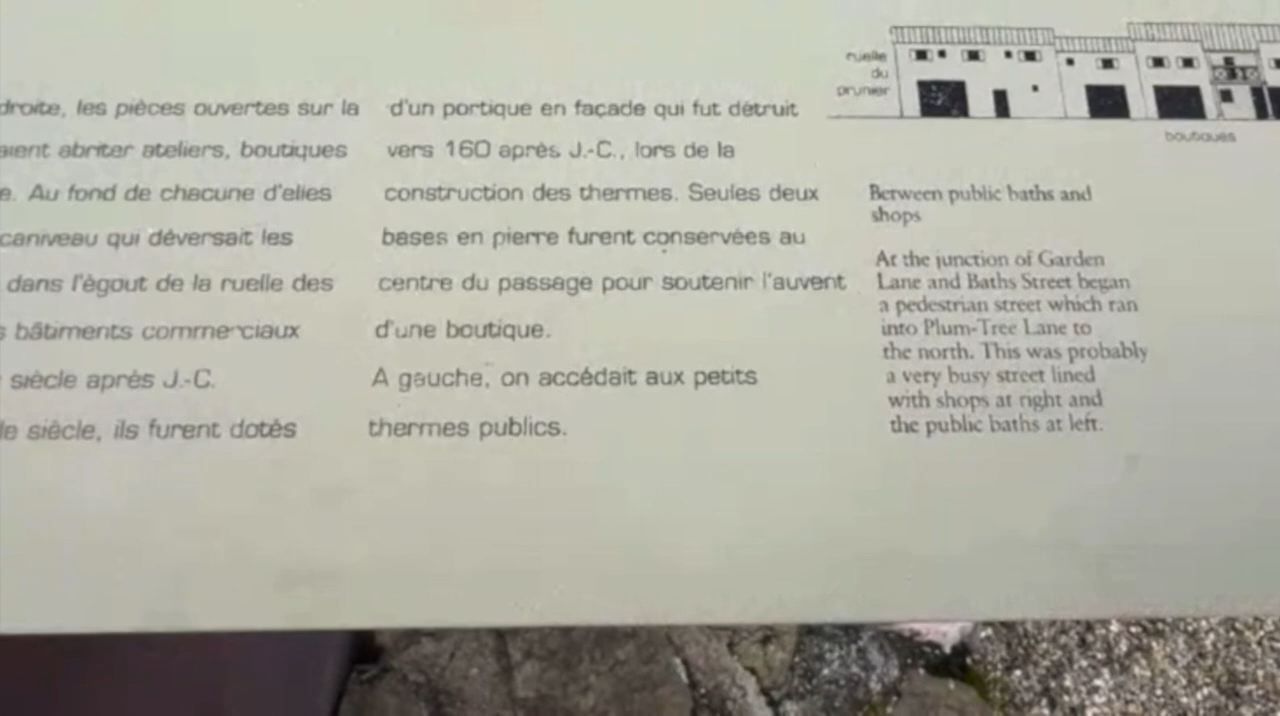 droite, les pièces ouvertes sur la
aient abriter ateliers, boutiques
e. Au fond de chacune d'elles
caniveau qui déversait les
dans l'égout de la ruelle des
s bâtiments commerciaux
siècle après J.-C.
le siècle, ils furent dotés
d'un portique en façade qui fut détruit
vers 160 après J.-C., lors de la
construction des thermes. Seules deux
bases en pierre furent conservées au
centre du passage pour soutenir l'auvent
d'une boutique.
A gauche, on accédait aux petits
thermes publics.
ruelle
du
prunier
boutiques
Between public baths and
shops
At the junction of Garden
Lane and Baths Street began
a pedestrian street which ran
into Plum-Tree Lane to
the north. This was probably
a very busy street lined
with shops at right and
the public baths at left.